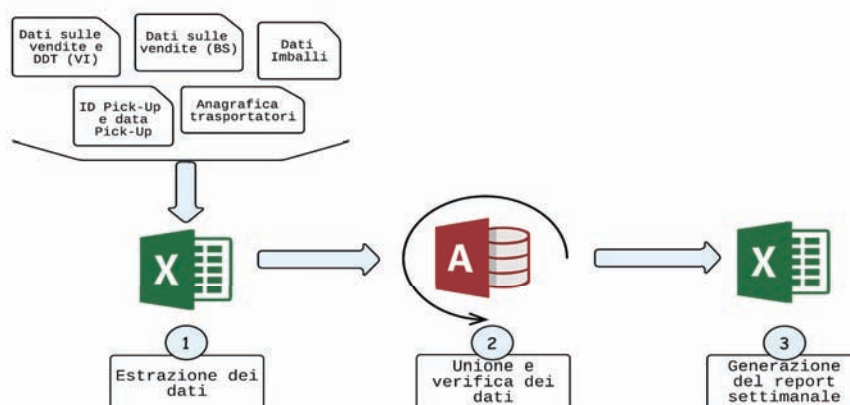 Dati sulle
vendite e
DDT (VI)
Dati sulle
vendite (BS)
Dati
Imballi
ID Pick-Up
e data
Pick-Up
Anagrafica
trasportatori
X
A
X
1
2
3
Estrazione dei
dati
Unione e
verifica dei
dati
Generazione
del report
settimanale